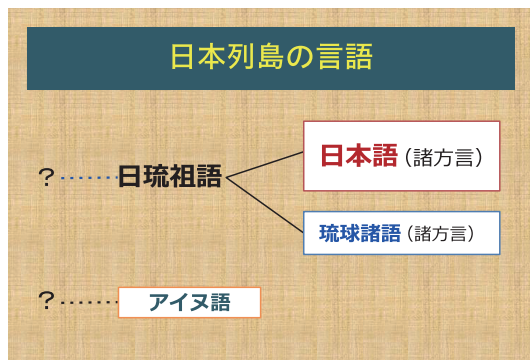 日本列島の言語
日本語（諸方言）
？
日琉祖語
琉球諸語（諸方言）
？
アイヌ語